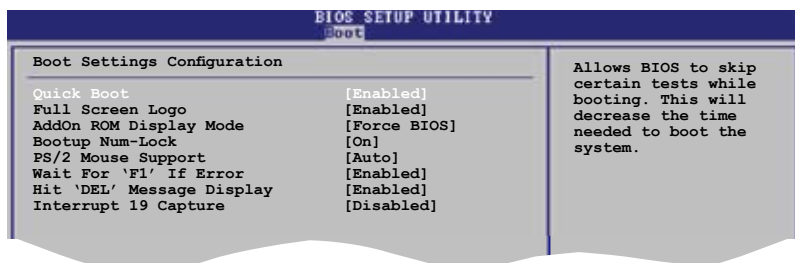 BIOS SETUP UTILITY
Boot
Boot Settings Configuration
Quick Boot [Enabled]
Full Screen Logo [Enabled]
AddOn ROM Display Mode [Force BIOS]
Bootup Num-Lock [On]
PS/2 Mouse Support [Auto]
Wait For ‘F1’ If Error [Enabled]
Hit ‘DEL’ Message Display [Enabled]
Interrupt 19 Capture [Disabled]
Allows BIOS to skip
certain tests while
booting. This will
decrease the time
needed to boot the
system.